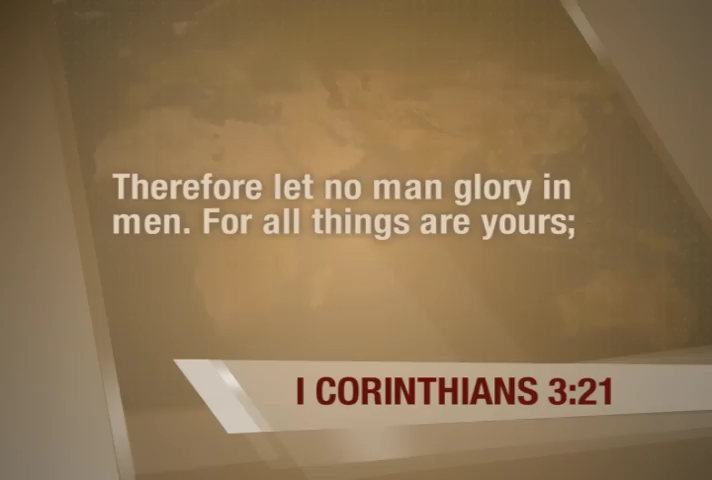 Therefore let no man glory in
men. For all things are yours;
I CORINTHIANS 3:21